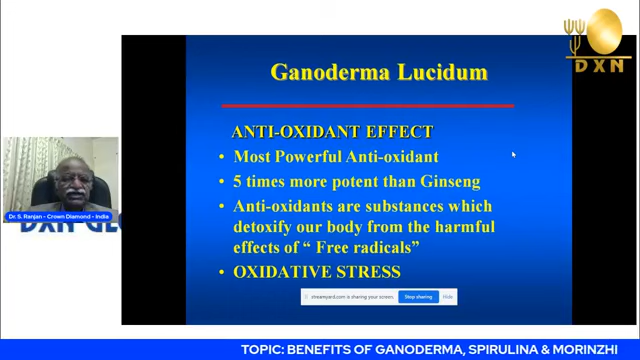 DXN
Ganoderma Lucidum
ANTI-OXIDANT EFFECT
• Most Powerful Anti-oxidant
• 5 times more potent than Ginseng
• Anti-oxidants are substances which
detoxify our body from the harmful
effects of “ Free radicals”
• OXIDATIVE STRESS
Dr. S. Ranjan - Crown Diamond - India
streamyard.com is sharing your screen.
Stop sharing
Hide
TOPIC: BENEFITS OF GANODERMA, SPIRULINA & MORINZHI